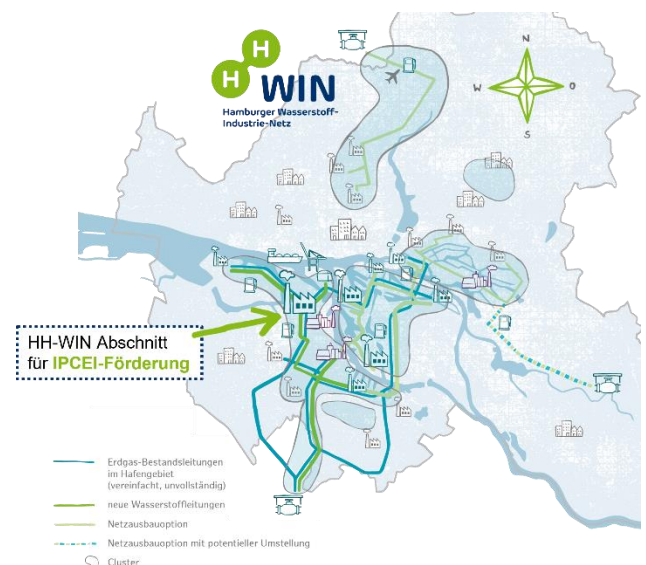 H
H
WIN
Hamburger Wasserstoff-
Industrie-Netz
N
W
O
S
HH-WIN Abschnitt
für IPCEI-Förderung
Erdgas-Bestandsleitungen
im Hafengebiet
(vereinfacht, unvollständig)
neue Wasserstoffleitungen
Netzausbauoption
Netzausbauoption mit potentieller Umstellung
Cluster